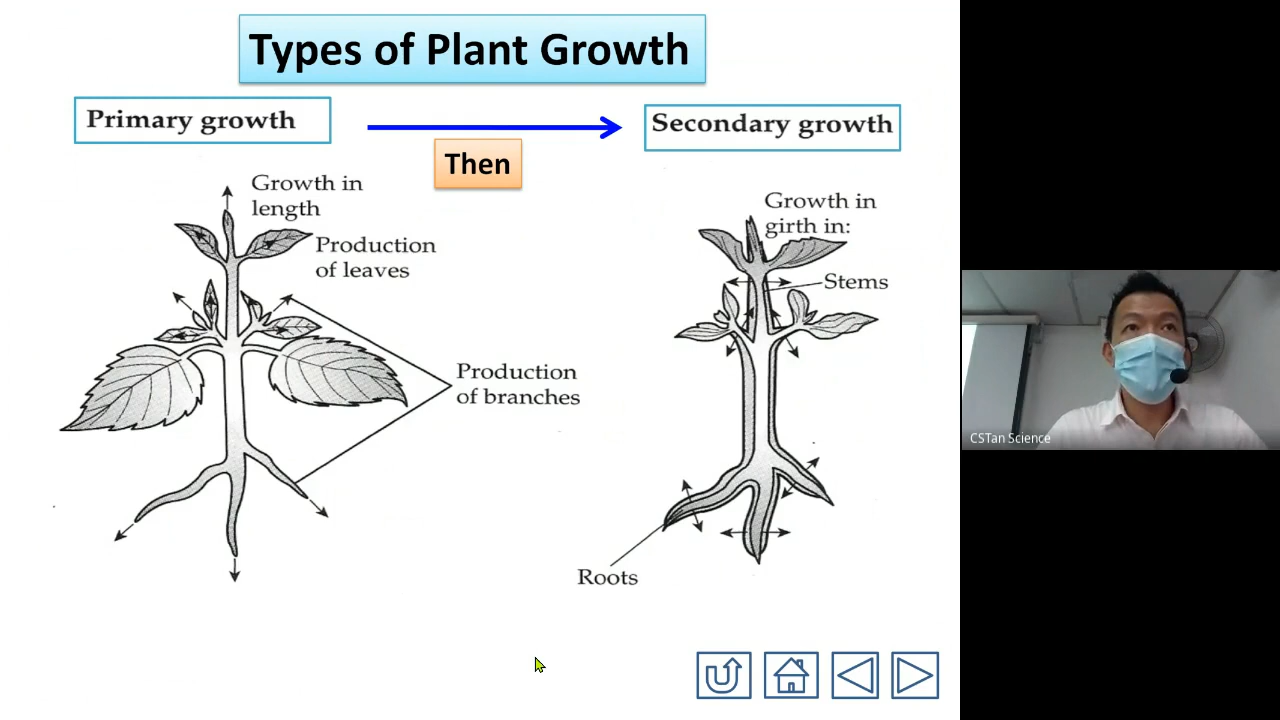 Types of Plant Growth
Primary growth
Then
Secondary growth
Growth in
length
Production
of leaves
Production
of branches
Growth in
girth in:
Stems
Roots
CSTan Science